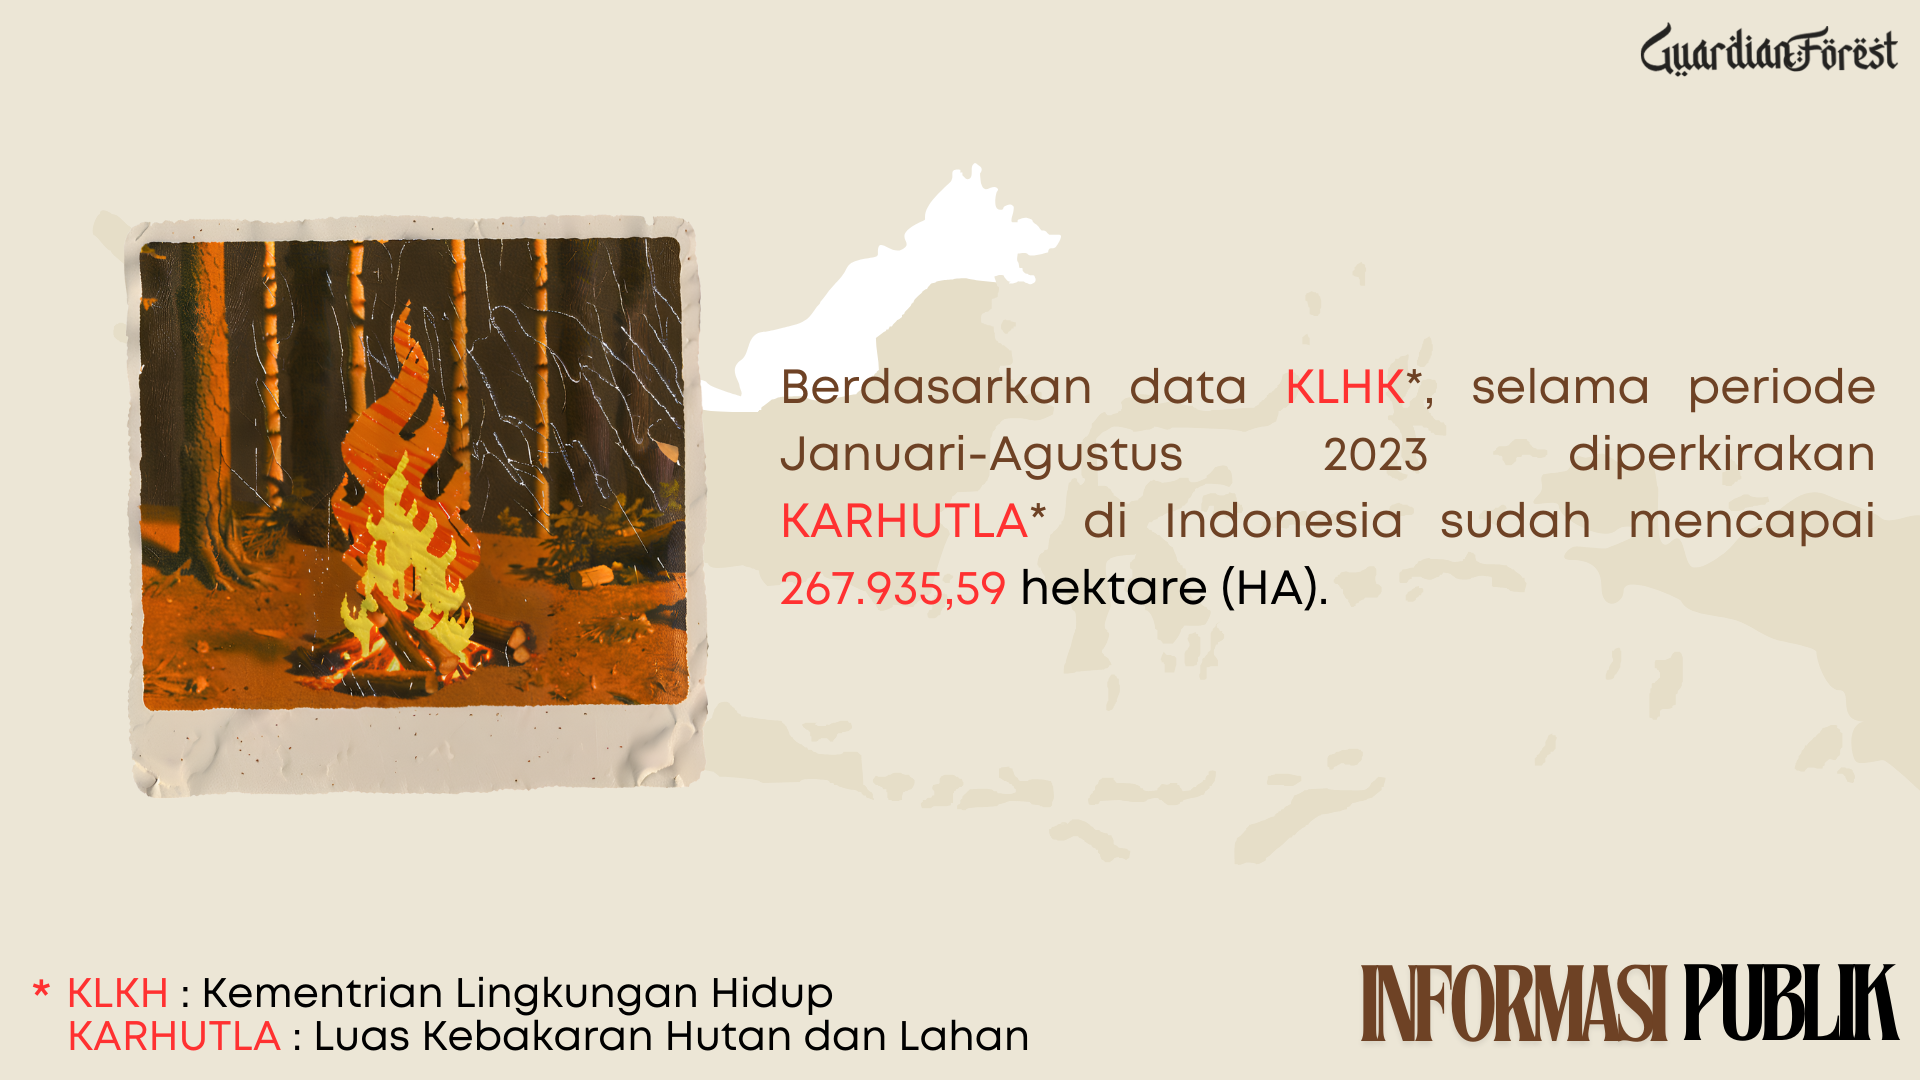 GuardianFörëst
Berdasarkan data KLHK*, selama periode
Januari-Agustus 2023 diperkirakan
KARHUTLA* di Indonesia sudah mencapai
267.935,59 hektare (HA).
* KLKH : Kementrian Lingkungan Hidup
KARHUTLA : Luas Kebakaran Hutan dan Lahan
INFORMASI PUBLIK